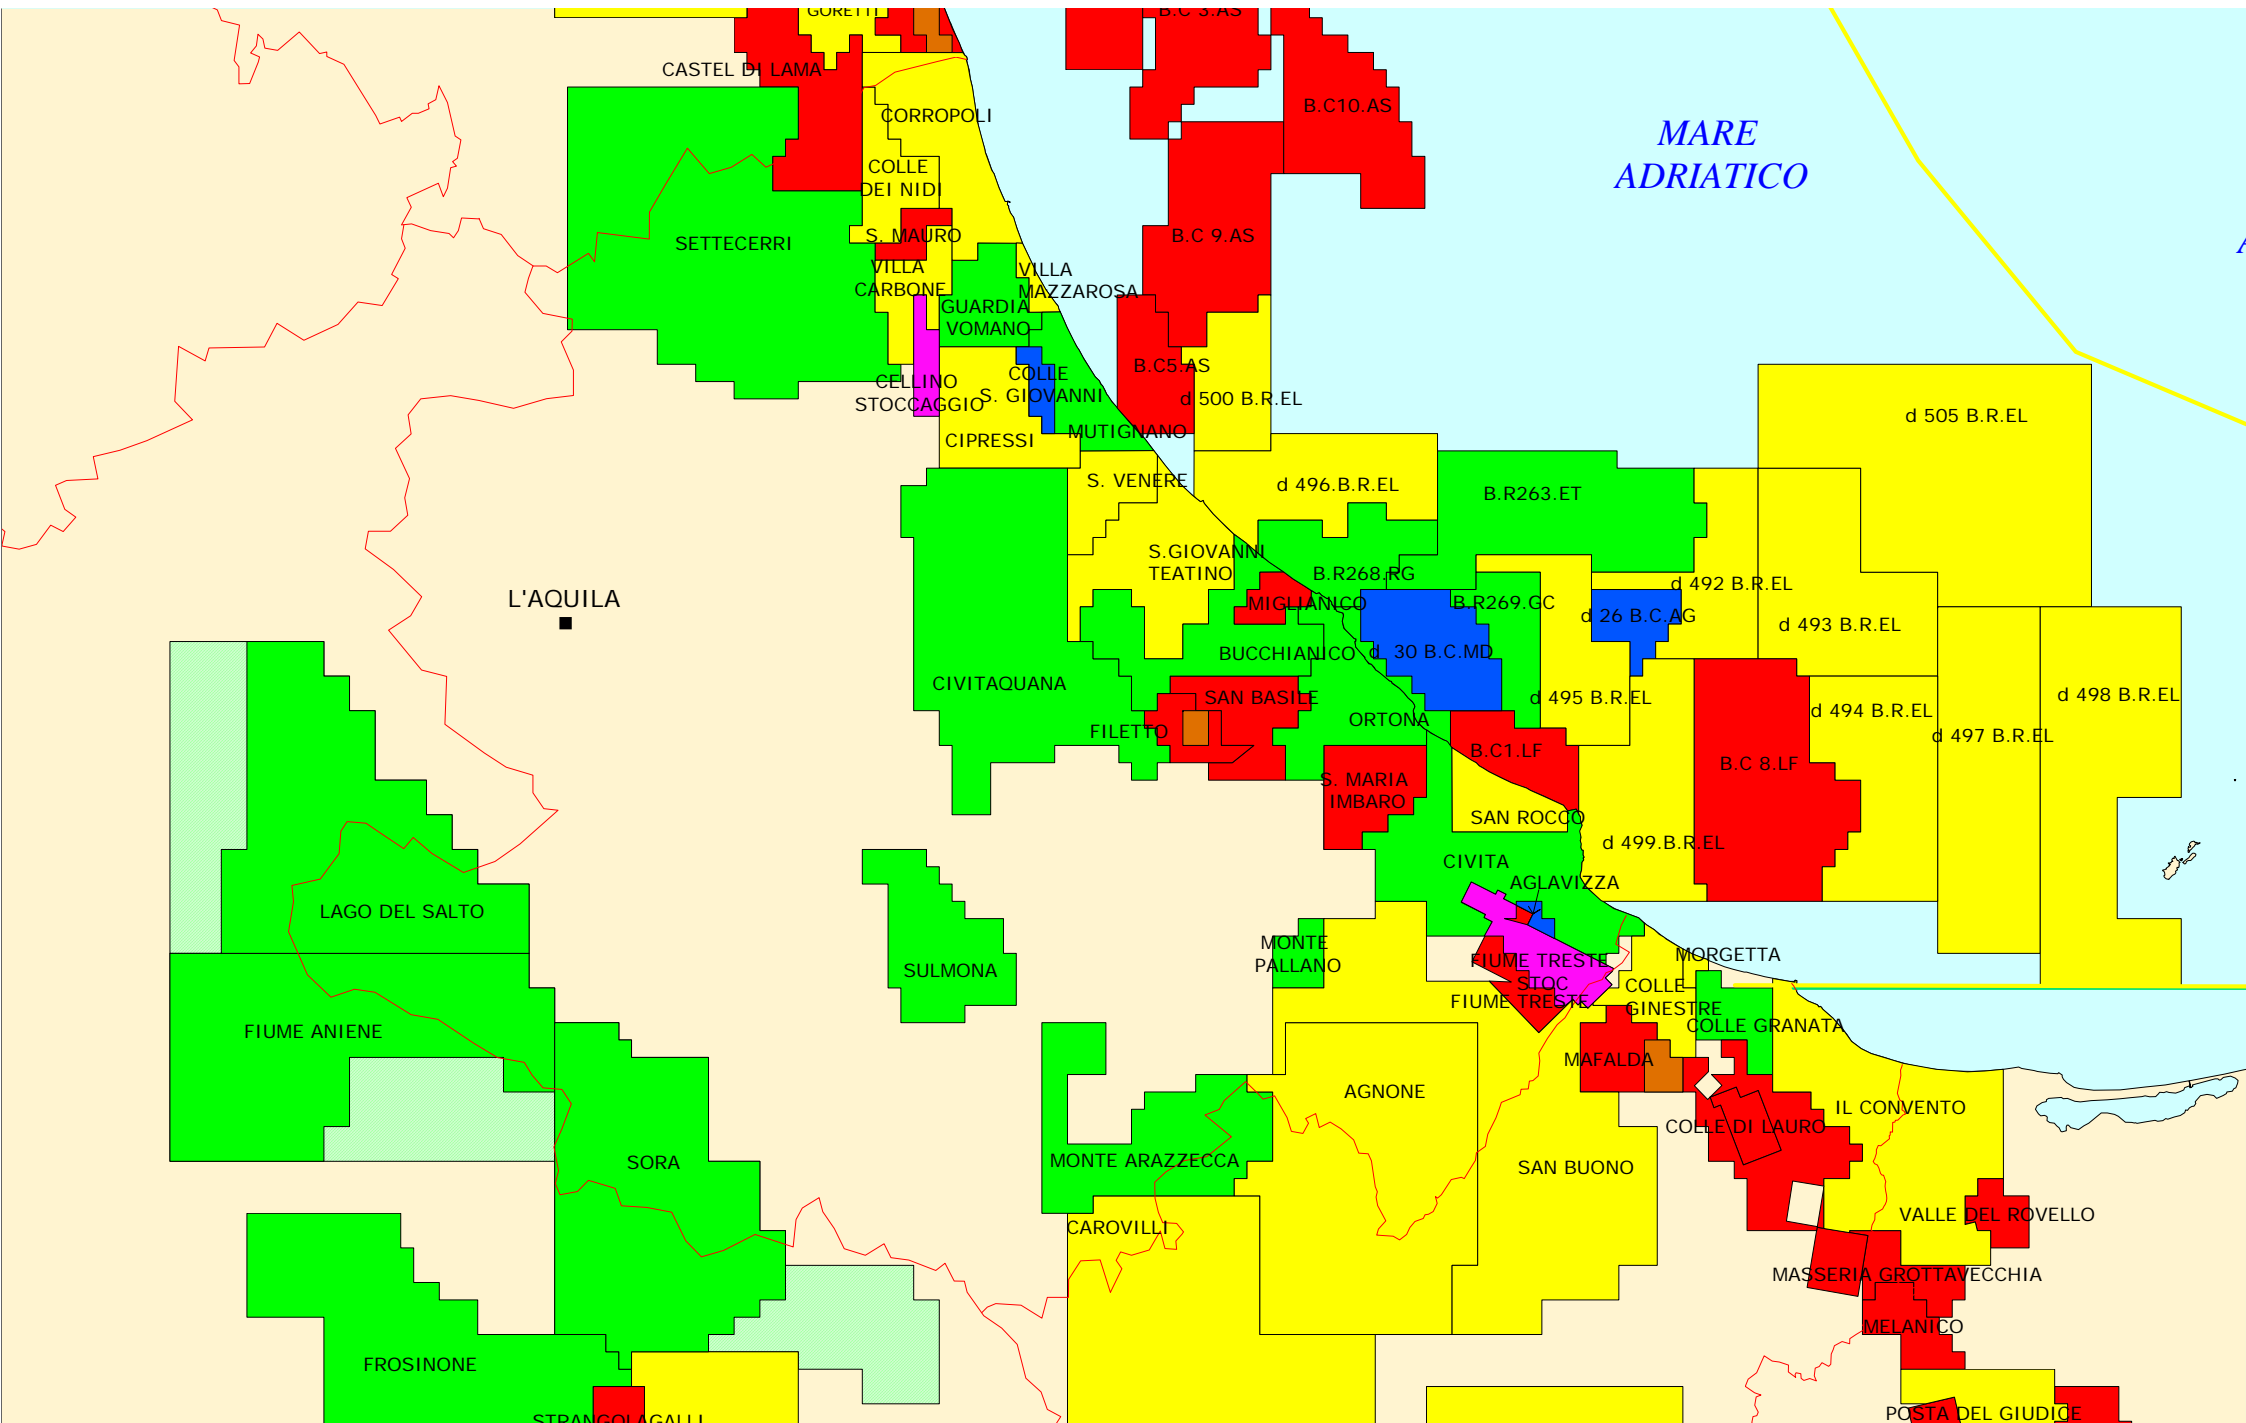 GORETTI
B.C 3.AS
CASTEL DI LAMA
B.C10.AS
CORROPOLI
MARE
ADRIATICO
COLLE
DEI NIDI
S. MAURO
B.C 9.AS
SETTECERRI
VILLA
CARBONE
VILLA
MAZZAROSA
GUARDIA
VOMANO
B.C5.AS
COLLE
S. GIOVANNI
CELLINO
STOCCAGGIO
d 500 B.R.EL
d 505 B.R.EL
MUTIGNANO
CIPRESSI
S. VENERE
d 496.B.R.EL
B.R263.ET
S.GIOVANNI
TEATINO
B.R268.RG
d 492 B.R.EL
L'AQUILA
MIGLIANICO
B.R269.GC
d 26 B.C.AG
d 493 B.R.EL
BUCCHIANICO
d 30 B.C.MD
CIVITAQUANA
SAN BASILE
d 495 B.R.EL
d 498 B.R.EL
ORTONA
d 494 B.R.EL
FILETTO
d 497 B.R.EL
B.C1.LF
B.C 8.LF
S. MARIA
IMBARO
SAN ROCCO
d 499.B.R.EL
CIVITA
AGLAVIZZA
LAGO DEL SALTO
MONTE
PALLANO
MORGETTA
SULMONA
FIUME TRESTE
STOC
FIUME TRESTE
COLLE
GINESTRE
COLLE GRANATA
FIUME ANIENE
MAFALDA
AGNONE
IL CONVENTO
COLLE DI LAURO
MONTE ARAZZECCA
SORA
SAN BUONO
VALLE DEL ROVELLO
CAROVILLI
MASSERIA GROTTAVECCHIA
MELANICO
FROSINONE
POSTA DEL GIUDICE
STRANGOLAGALLI